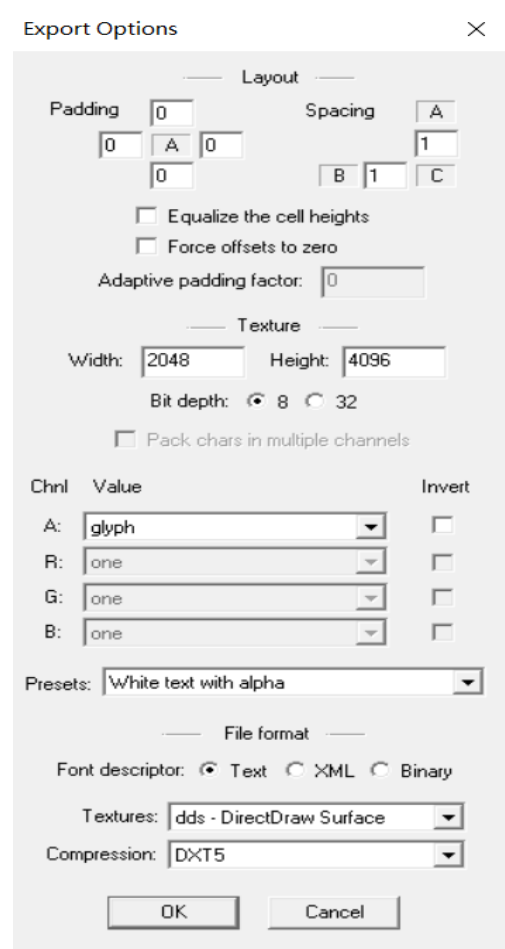 Export Options
Layout
Padding 0 Spacing A
0 A 0 1
0 B 1 C
Equalize the cell heights
Force offsets to zero
Adaptive padding factor: 0
Texture
Width: 2048 Height: 4096
Bit depth: 8 32
Pack chars in multiple channels
Chnl Value Invert
A: glyph
R: one
G: one
B: one
Presets: White text with alpha
File format
Font descriptor: Text XML Binary
Textures: dds - DirectDraw Surface
Compression: DXT5
OK Cancel